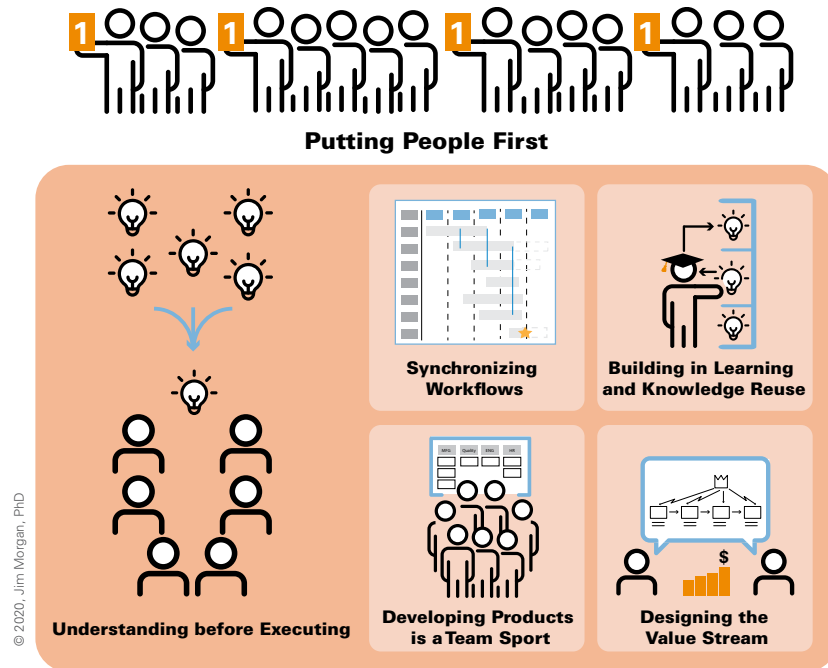 1 1 1 1
Putting People First
Synchronizing
Workflows
Building in Learning
and Knowledge Reuse
MFG Quality ENG HR
$
Understanding before Executing
Developing Products
is a Team Sport
Designing the
Value Stream
© 2020, Jim Morgan, PhD